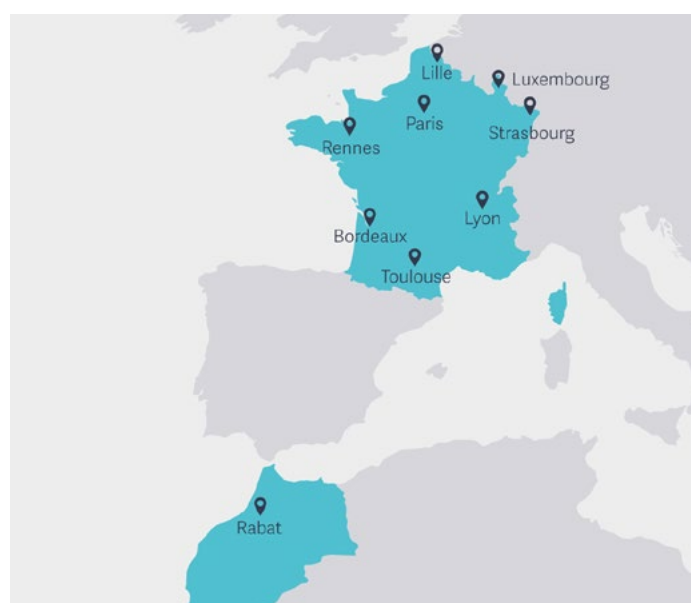 Lille
Luxembourg
Paris
Strasbourg
Rennes
Lyon
Bordeaux
Toulouse
Rabat